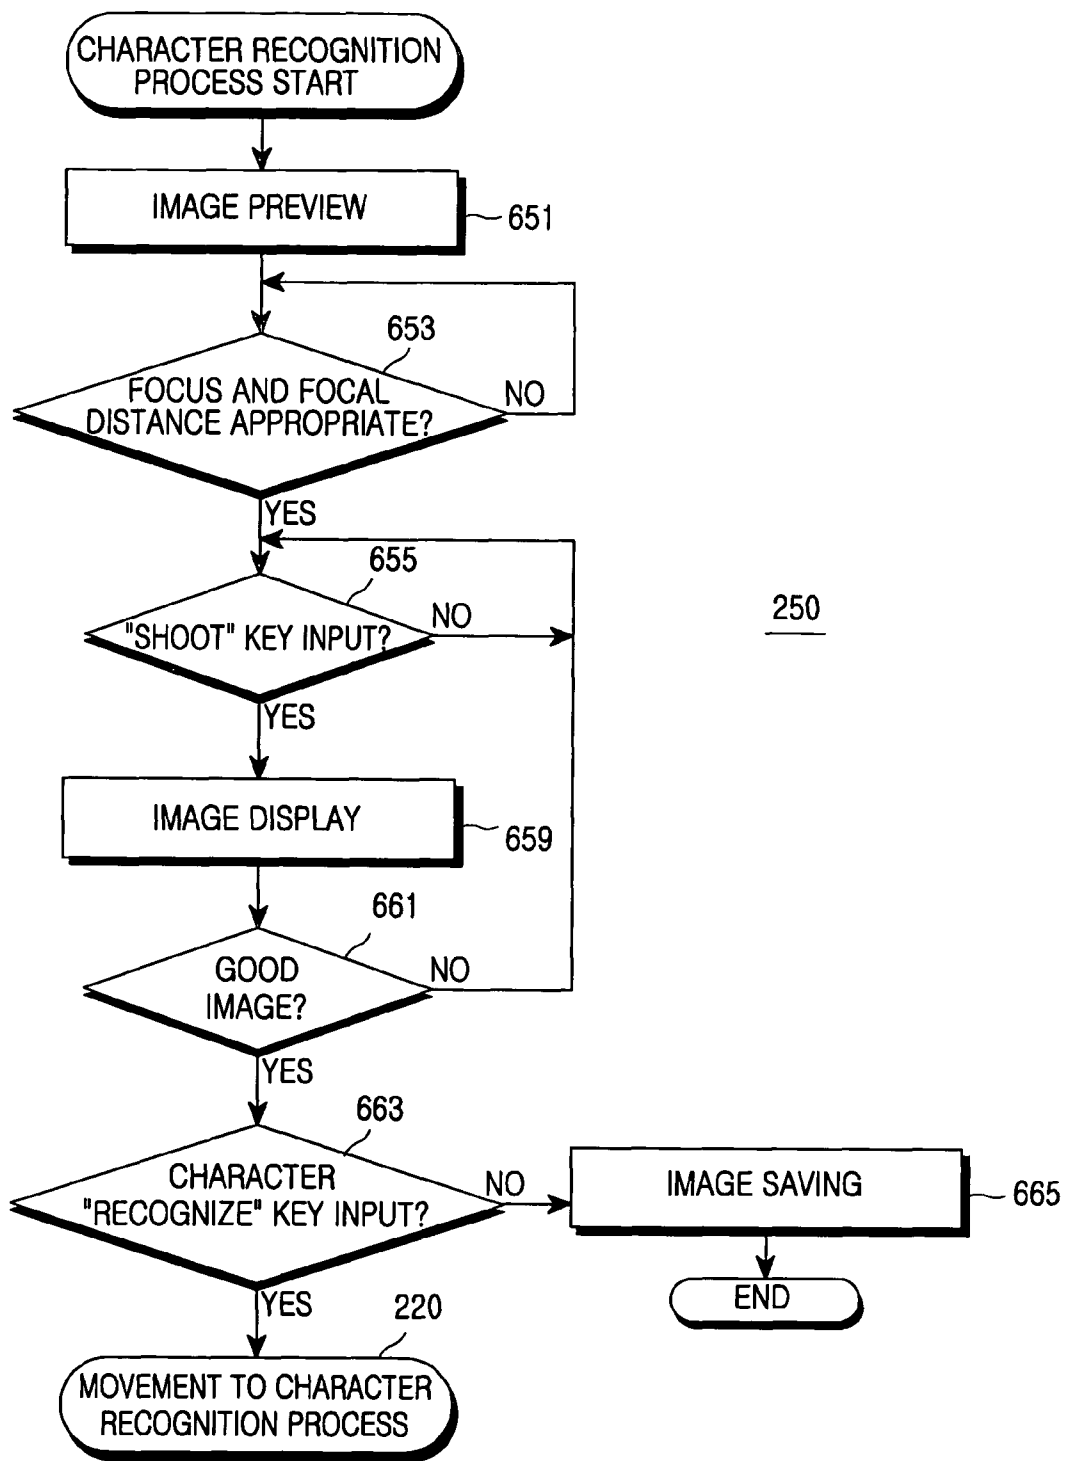 CHARACTER RECOGNITION
PROCESS START
IMAGE PREVIEW
651
653
FOCUS AND FOCAL
DISTANCE APPROPRIATE?
NO
YES
655
"SHOOT" KEY INPUT?
NO
250
YES
IMAGE DISPLAY
659
661
GOOD
IMAGE?
NO
YES
663
CHARACTER
"RECOGNIZE" KEY INPUT?
NO
IMAGE SAVING
665
YES
END
220
MOVEMENT TO CHARACTER
RECOGNITION PROCESS